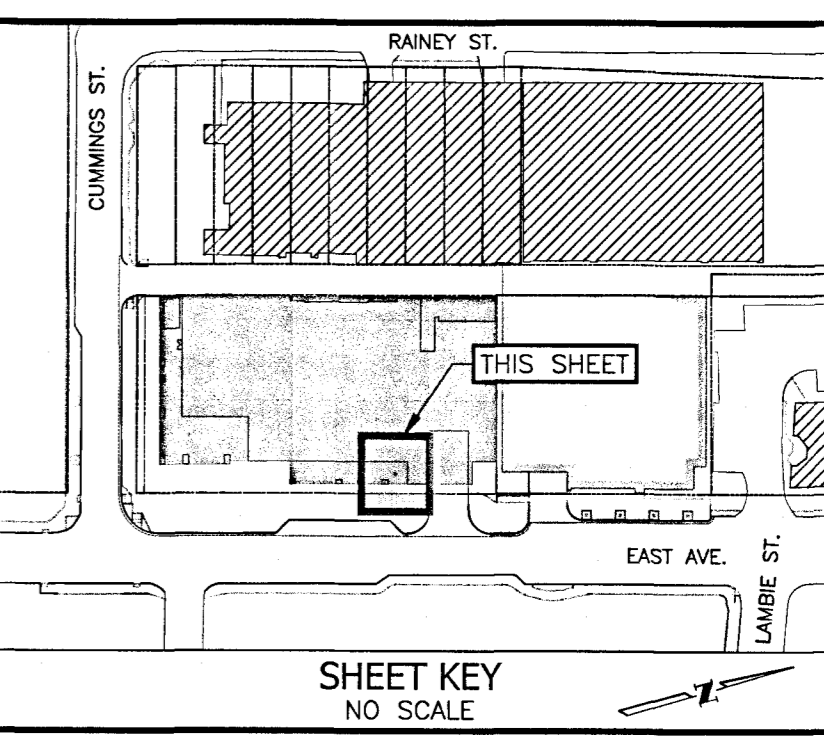 RAINEY ST.
CUMMINGS ST.
THIS SHEET
EAST AVE.
LAMBIE ST.
SHEET KEY
NO SCALE
N